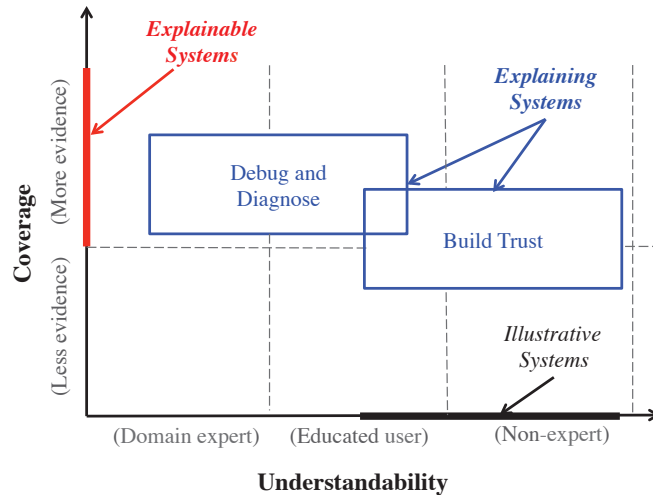 Explainable
Systems
Explaining
Systems
Debug and
Diagnose
Build Trust
Illustrative
Systems
Coverage
(More evidence)
(Less evidence)
(Domain expert)
(Educated user)
(Non-expert)
Understandability